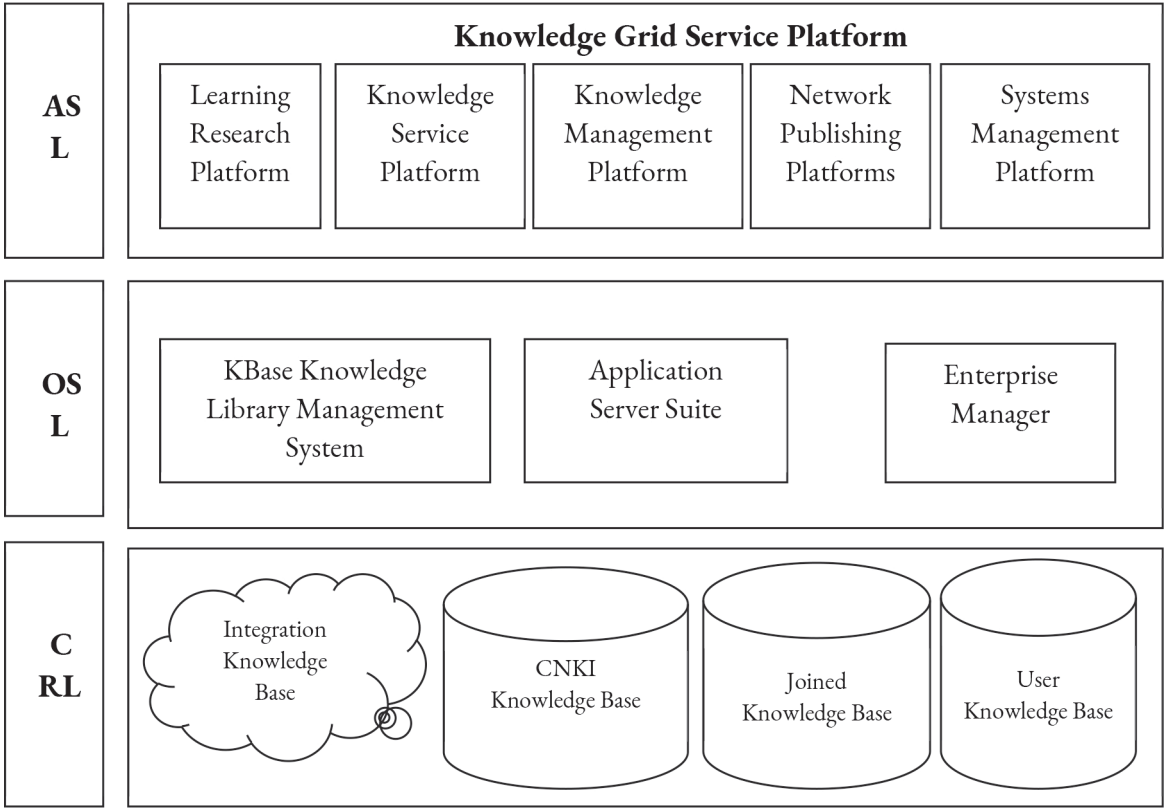 Knowledge Grid Service Platform
AS
L
Learning
Research
Platform
Knowledge
Service
Platform
Knowledge
Management
Platform
Network
Publishing
Platforms
Systems
Management
Platform
OS
L
KBase Knowledge
Library Management
System
Application
Server Suite
Enterprise
Manager
C
RL
Integration
Knowledge
Base
CNKI
Knowledge Base
Joined
Knowledge Base
User
Knowledge Base